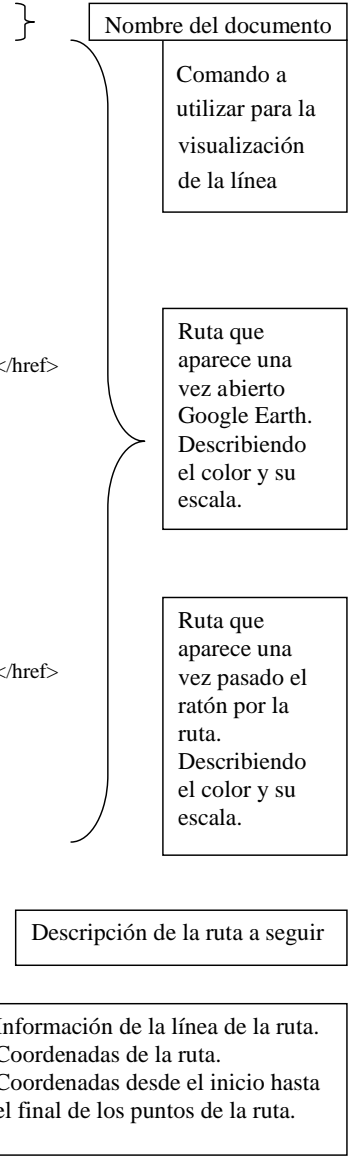 Nombre del documento
Comando a
utilizar para la
visualización
de la línea
Ruta que
aparece una
vez abierto
Google Earth.
Describiendo
el color y su
escala.
</href>
Ruta que
aparece una
vez pasado el
ratón por la
ruta.
Describiendo
el color y su
escala.
</href>
Descripción de la ruta a seguir
Información de la línea de la ruta.
Coordenadas de la ruta.
Coordenadas desde el inicio hasta
el final de los puntos de la ruta.